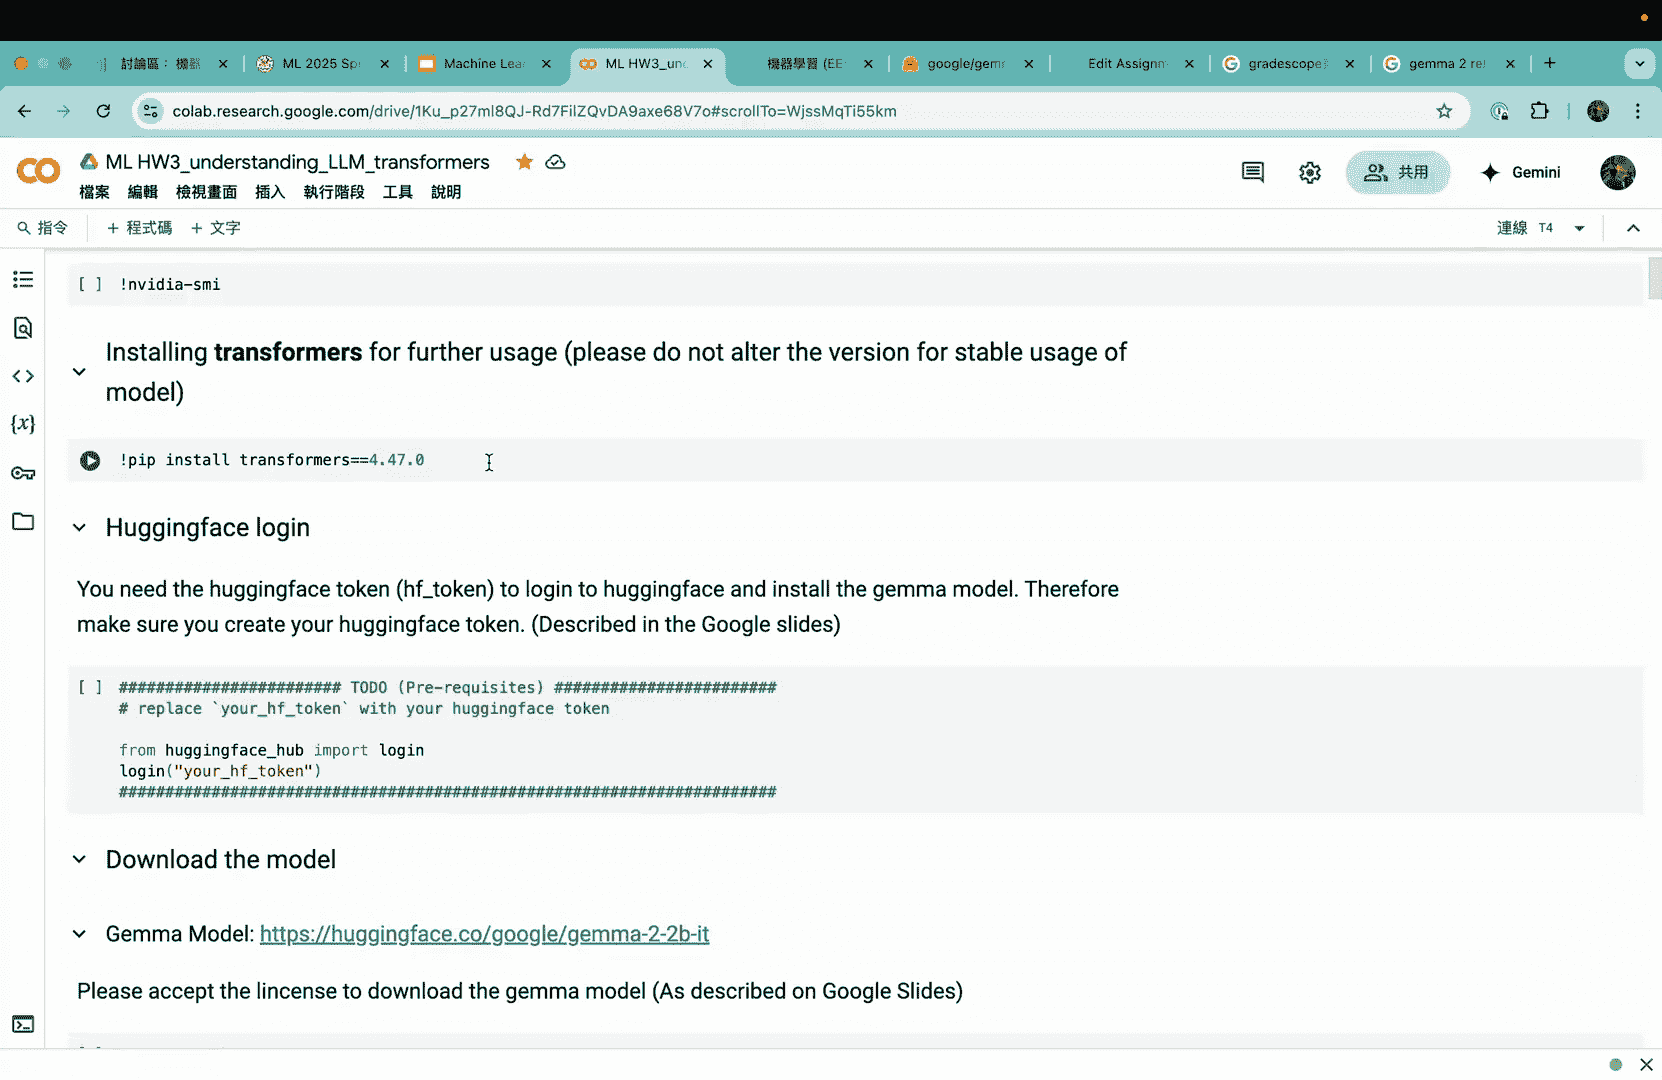 討論區：機器
ML 2025 Sp
Machine Lea
ML HW3_und
機器學習 (EE
google/gemm
Edit Assignm
gradescope
gemma 2 re
colab.research.google.com/drive/1Ku_p27ml8QJ-Rd7FilZQvDA9axe68V7o#scrollTo=WjssMqTi55km
ML HW3_understanding_LLM_transformers
檔案 編輯 檢視畫面 插入 執行階段 工具 說明
共用
Gemini
指令 + 程式碼 + 文字
連線 T4
[ ] !nvidia-smi
Installing transformers for further usage (please do not alter the version for stable usage of
model)
!pip install transformers==4.47.0
Huggingface login
You need the huggingface token (hf_token) to login to huggingface and install the gemma model. Therefore
make sure you create your huggingface token. (Described in the Google slides)
[ ] ######################## TODO (Pre-requisites) ########################
# replace `your_hf_token` with your huggingface token
from huggingface_hub import login
login("your_hf_token")
#######################################################################
Download the model
Gemma Model: https://huggingface.co/google/gemma-2-2b-it
Please accept the lincense to download the gemma model (As described on Google Slides)